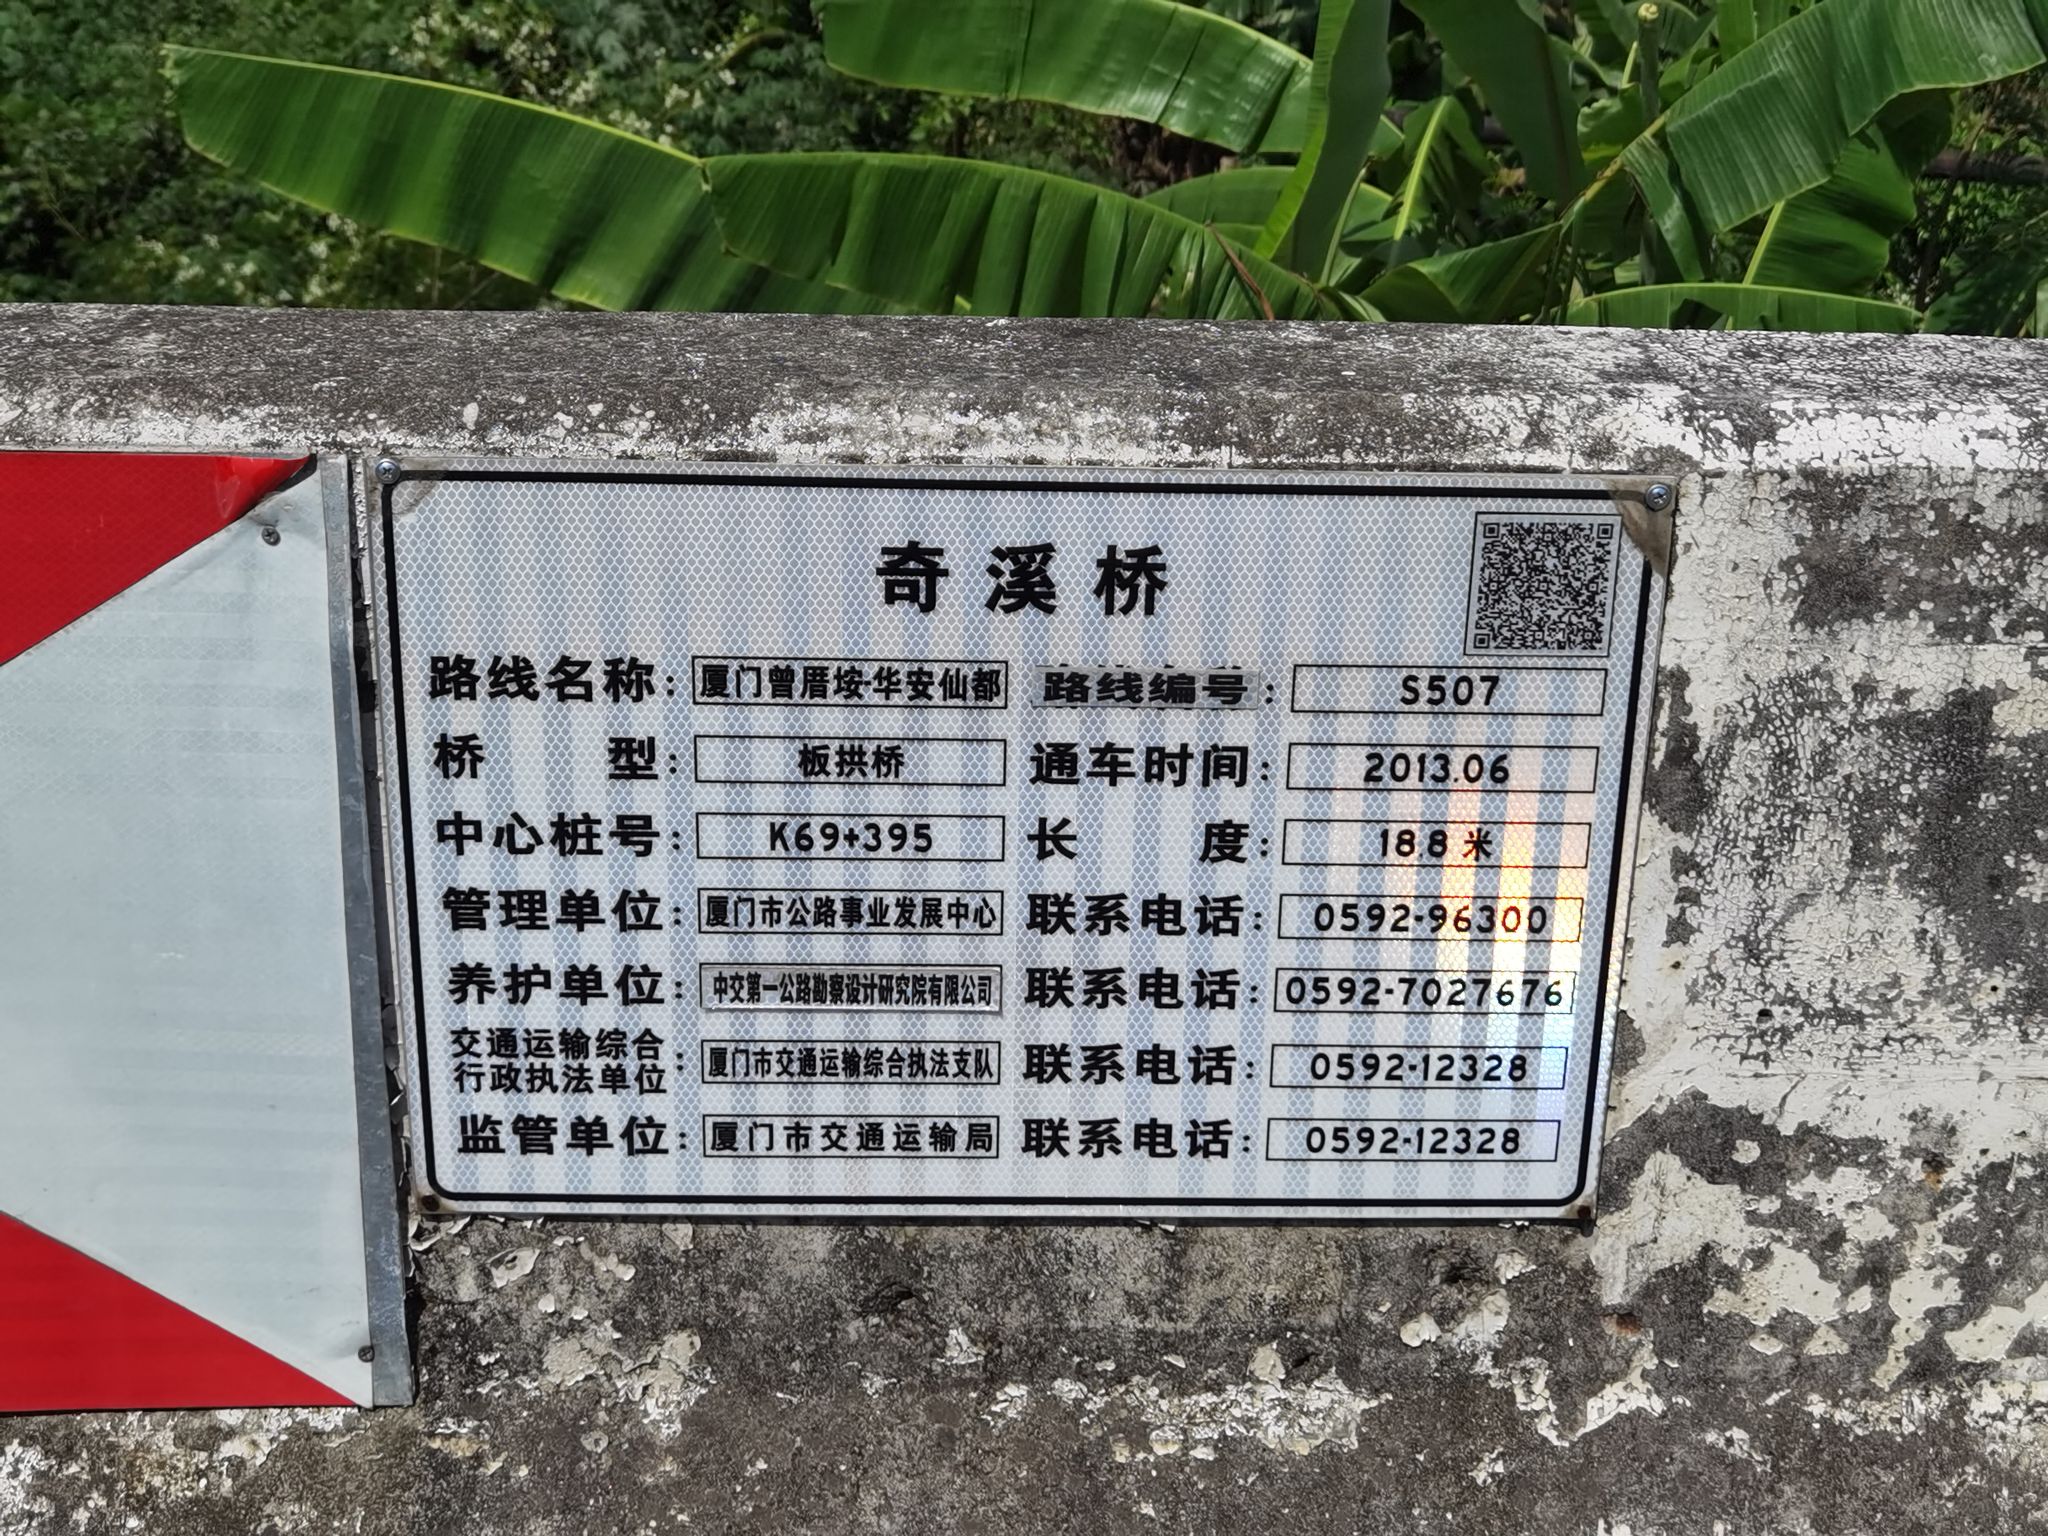 奇溪桥
路线名称：厦门曾厝垵-华安仙都 路线编号：S507
桥型：板拱桥 通车时间：2013.06
中心桩号：K69+395 长度：18.8米
管理单位：厦门市公路事业发展中心 联系电话：0592-96300
养护单位：中交第一公路勘察设计研究院有限公司 联系电话：0592-7027676
交通运输综合
行政执法单位：厦门市交通运输综合执法支队 联系电话：0592-12328
监管单位：厦门市交通运输局 联系电话：0592-12328